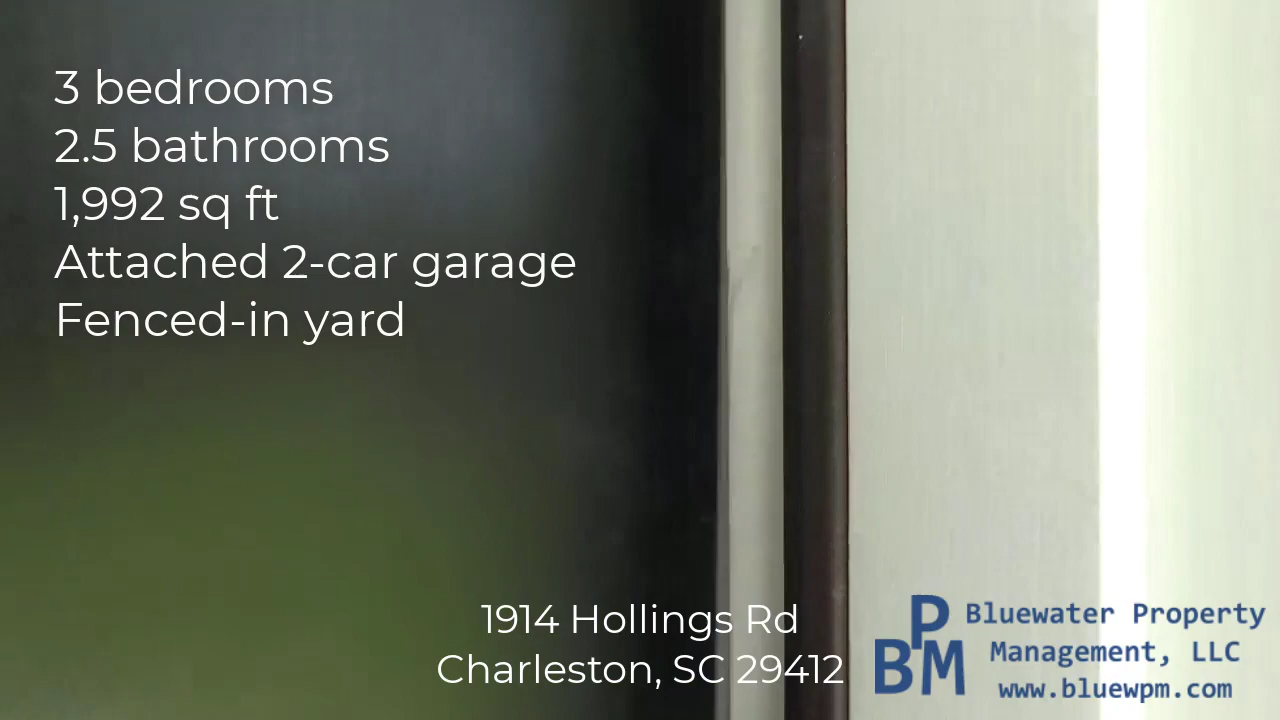 3 bedrooms
2.5 bathrooms
1,992 sq ft
Attached 2-car garage
Fenced-in yard
1914 Hollings Rd
Charleston, SC 29412
BPM
Bluewater Property
Management, LLC
www.bluewpm.com